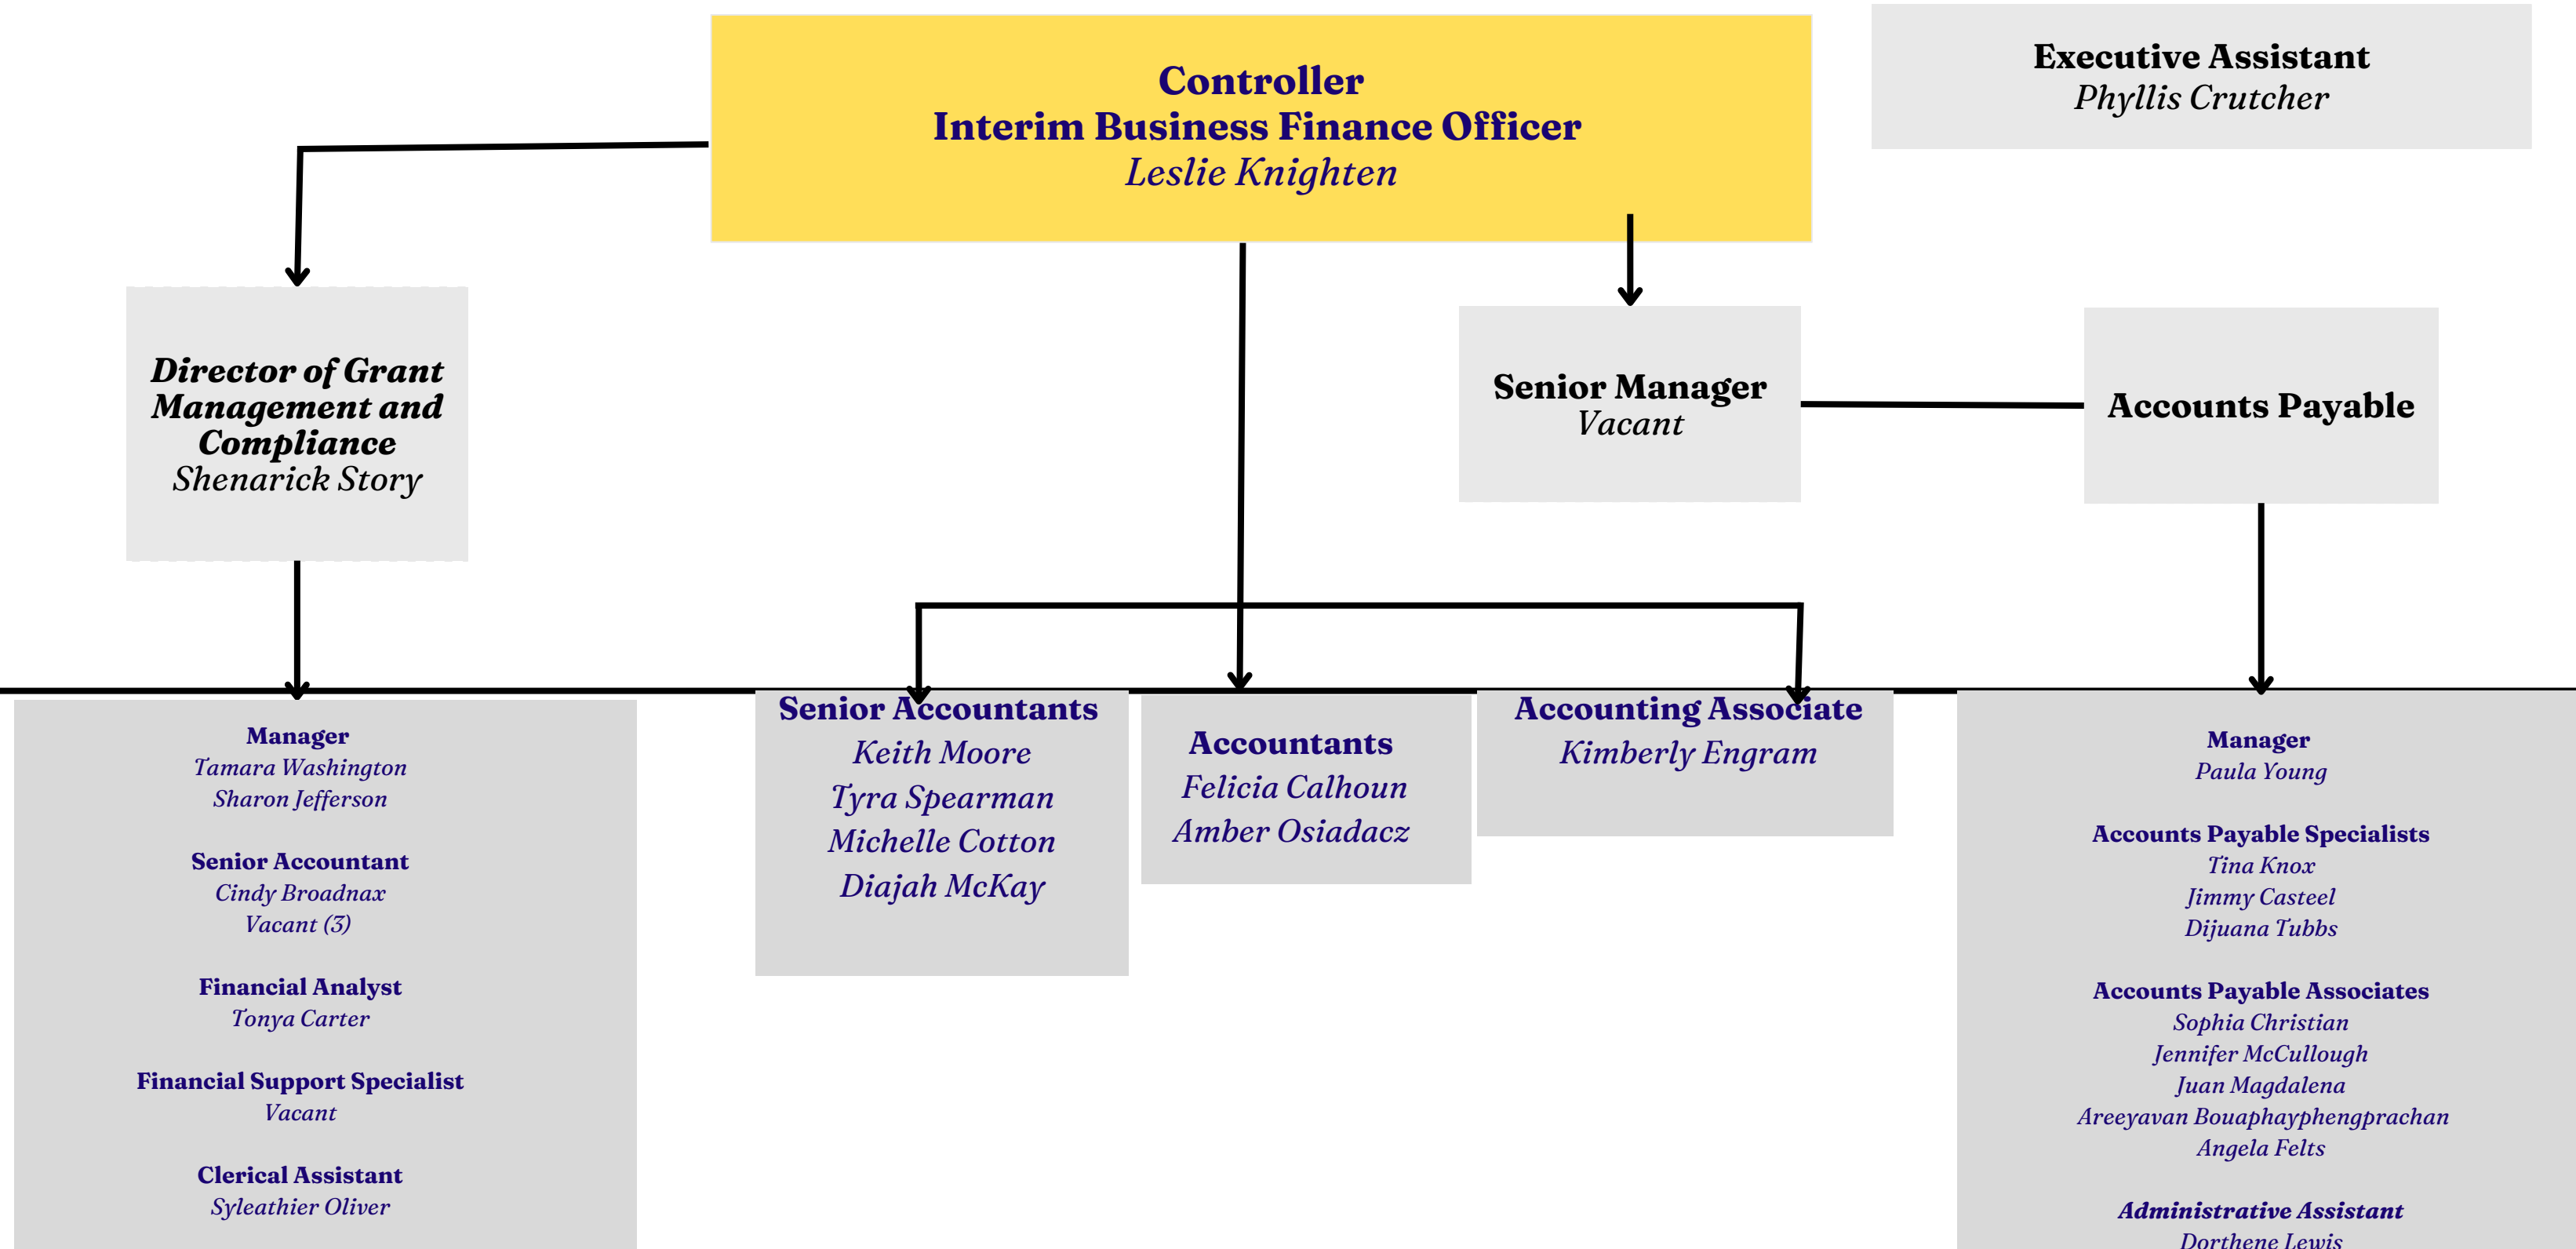 Controller
Interim Business Finance Officer
Leslie Knighten
Executive Assistant
Phyllis Crutcher
Director of Grant
Management and
Compliance
Shenarick Story
Senior Manager
Vacant
Accounts Payable
Manager
Tamara Washington
Sharon Jefferson
Senior Accountant
Cindy Broadnax
Vacant (3)
Financial Analyst
Tonya Carter
Financial Support Specialist
Vacant
Clerical Assistant
Syleathier Oliver
Senior Accountants
Keith Moore
Tyra Spearman
Michelle Cotton
Diajah McKay
Accountants
Felicia Calhoun
Amber Osiadacz
Accounting Associate
Kimberly Engram
Manager
Paula Young
Accounts Payable Specialists
Tina Knox
Jimmy Casteel
Dijuana Tubbs
Accounts Payable Associates
Sophia Christian
Jennifer McCullough
Juan Magdalena
Areeyavan Bouaphayphengprachan
Angela Felts
Administrative Assistant
Dorthene Lewis